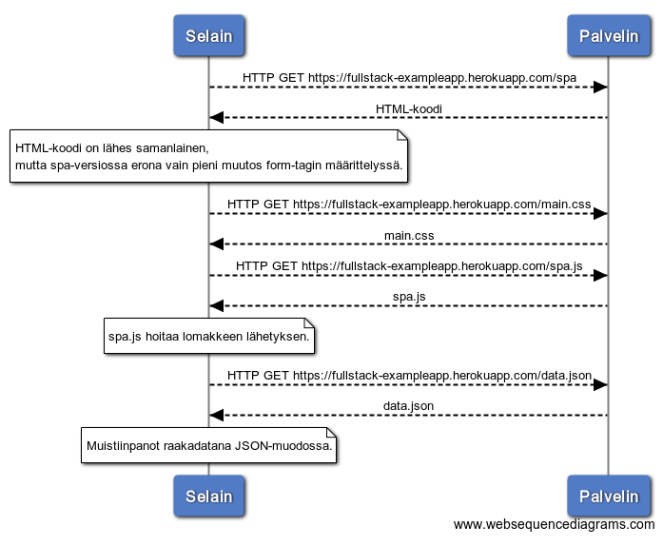 Selain
Palvelin
HTTP GET https://fullstack-exampleapp.herokuapp.com/spa
HTML-koodi
HTML-koodi on lähes samanlainen,
mutta spa-versiossa erona vain pieni muutos form-tagin määrittelyssä.
HTTP GET https://fullstack-exampleapp.herokuapp.com/main.css
main.css
HTTP GET https://fullstack-exampleapp.herokuapp.com/spa.js
spa.js
spa.js hoitaa lomakkeen lähetyksen.
HTTP GET https://fullstack-exampleapp.herokuapp.com/data.json
data.json
Muistiinpanot raakadatana JSON-muodossa.
Selain
Palvelin
www.websequencediagrams.com